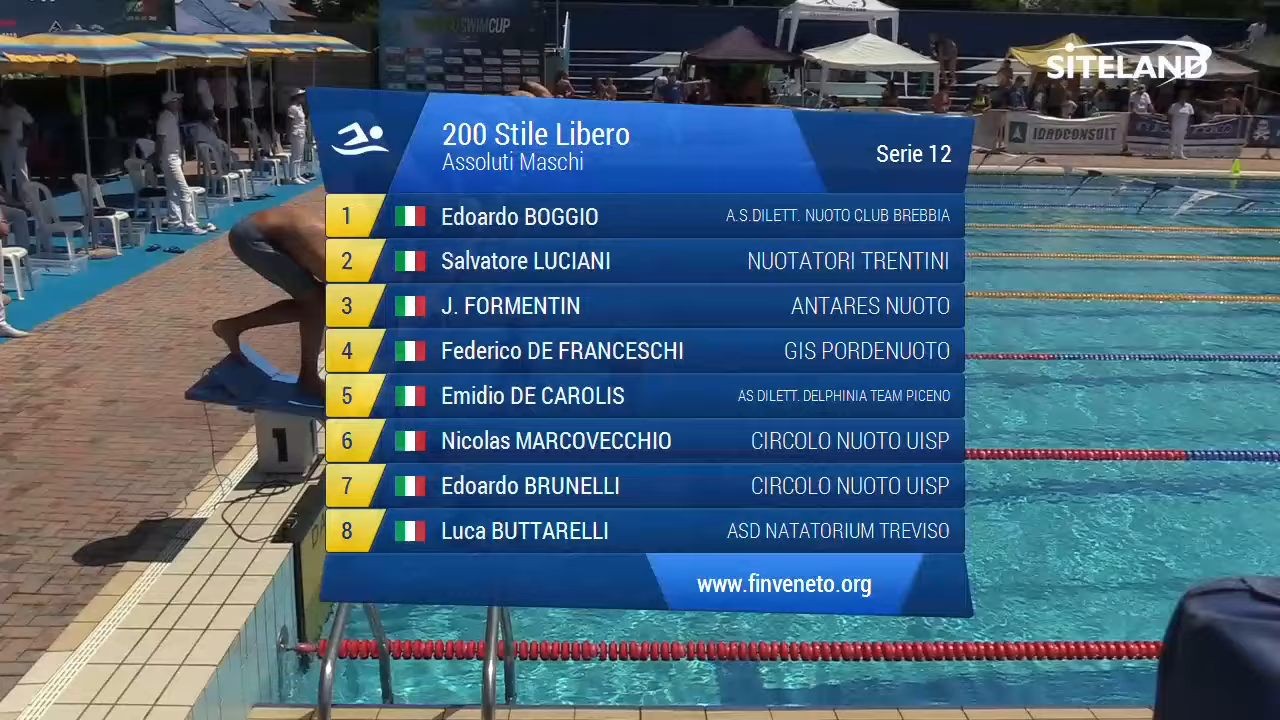 SWIMCUP
SITELAND
IDROCONSULT
200 Stile Libero
Assoluti Maschi
Serie 12
1 Edoardo BOGGIO A.S.DILETT. NUOTO CLUB BREBBIA
2 Salvatore LUCIANI NUOTATORI TRENTINI
3 J. FORMENTIN ANTARES NUOTO
4 Federico DE FRANCESCHI GIS PORDENUOTO
5 Emidio DE CAROLIS AS DILETT. DELPHINIA TEAM PICENO
6 Nicolas MARCOVECCHIO CIRCOLO NUOTO UISP
7 Edoardo BRUNELLI CIRCOLO NUOTO UISP
8 Luca BUTTARELLI ASD NATATORIUM TREVISO
1
www.finveneto.org